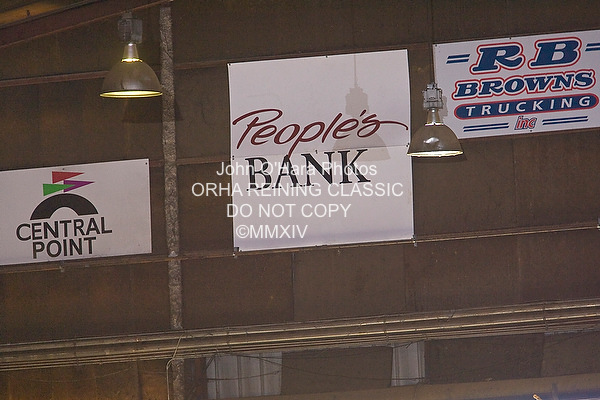 RB
BROWNS
TRUCKING
inc
People's
BANK
CENTRAL
POINT
John O'Hara Photos
ORHA REINING CLASSIC
DO NOT COPY
©MMXIV